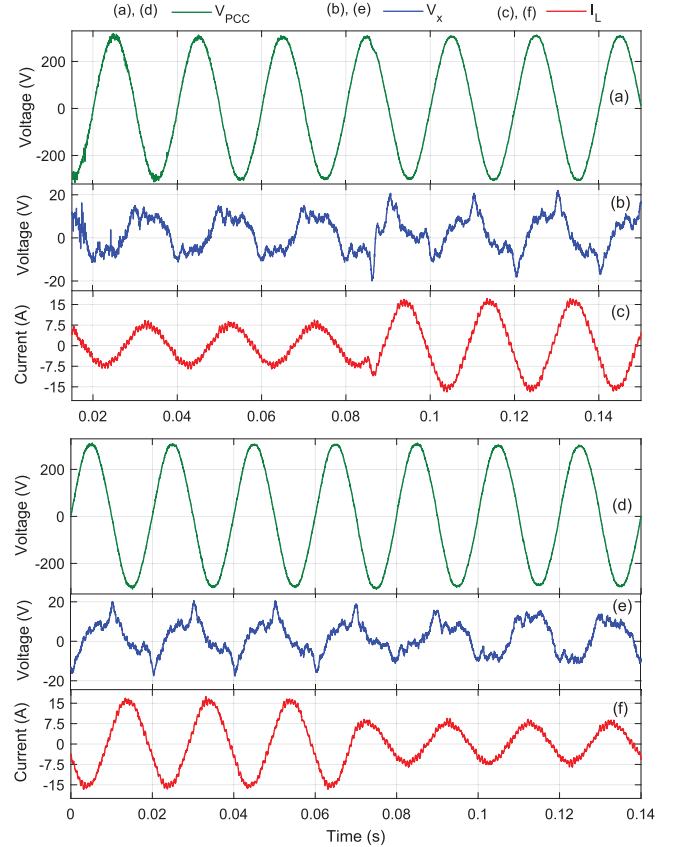 (a), (d) V_PCC (b), (e) V_x (c), (f) I_L
300
0
-300
Voltage (V)
(a)
20
0
-20
Voltage (V)
(b)
15
7.5
0
-7.5
-15
Current (A)
(c)
0.02 0.04 0.06 0.08 0.1 0.12 0.14
200
0
-200
Voltage (V)
(d)
20
0
-20
Voltage (V)
(e)
15
7.5
0
-7.5
-15
Current (A)
(f)
0 0.02 0.04 0.06 0.08 0.1 0.12 0.14
Time (s)